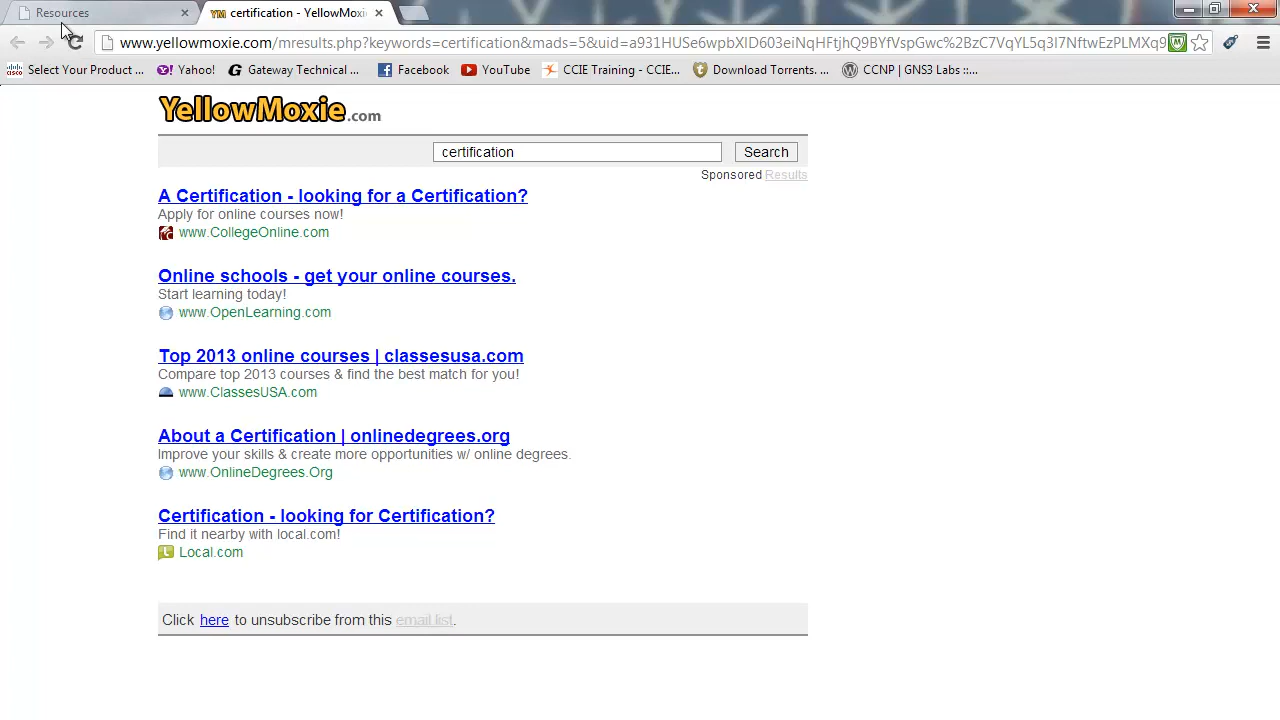 Resources
certification - YellowMoxi
www.yellowmoxie.com/mresults.php?keywords=certification&mads=5&uid=a931HUSe6wpbXlD603eiNqHFtjhQ9BYfVspGwc%2BzC7VqYL5q3I7NftwEzPLMXq9
Select Your Product ... Yahoo! Gateway Technical ... Facebook YouTube CCIE Training - CCIE... Download Torrents. ... CCNP | GNS3 Labs ::...
YellowMoxie.com
certification Search
Sponsored Results
A Certification - looking for a Certification?
Apply for online courses now!
www.CollegeOnline.com
Online schools - get your online courses.
Start learning today!
www.OpenLearning.com
Top 2013 online courses | classesusa.com
Compare top 2013 courses & find the best match for you!
www.ClassesUSA.com
About a Certification | onlinedegrees.org
Improve your skills & create more opportunities w/ online degrees.
www.OnlineDegrees.Org
Certification - looking for Certification?
Find it nearby with local.com!
Local.com
Click here to unsubscribe from this email list.